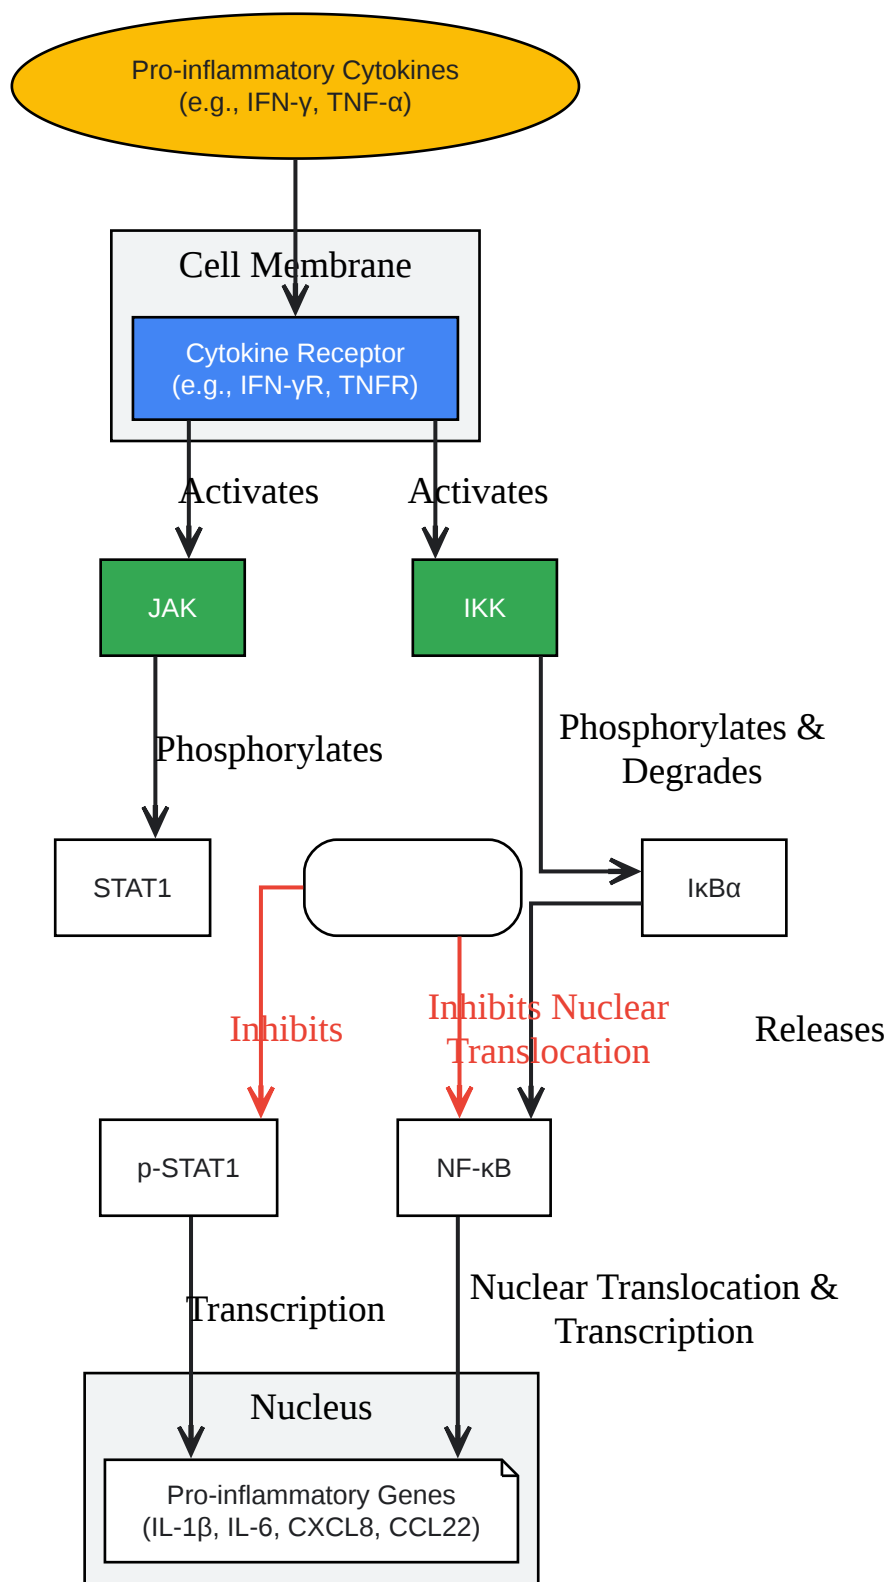 Pro-inflammatory Cytokines
(e.g., IFN-γ, TNF-α)
Cell Membrane
Cytokine Receptor
(e.g., IFN-γR, TNFR)
Activates
Activates
JAK
IKK
Phosphorylates
Phosphorylates &
Degrades
STAT1
IκBα
Inhibits
Inhibits Nuclear
Translocation
Releases
p-STAT1
NF-κB
Transcription
Nuclear Translocation &
Transcription
Nucleus
Pro-inflammatory Genes
(IL-1β, IL-6, CXCL8, CCL22)